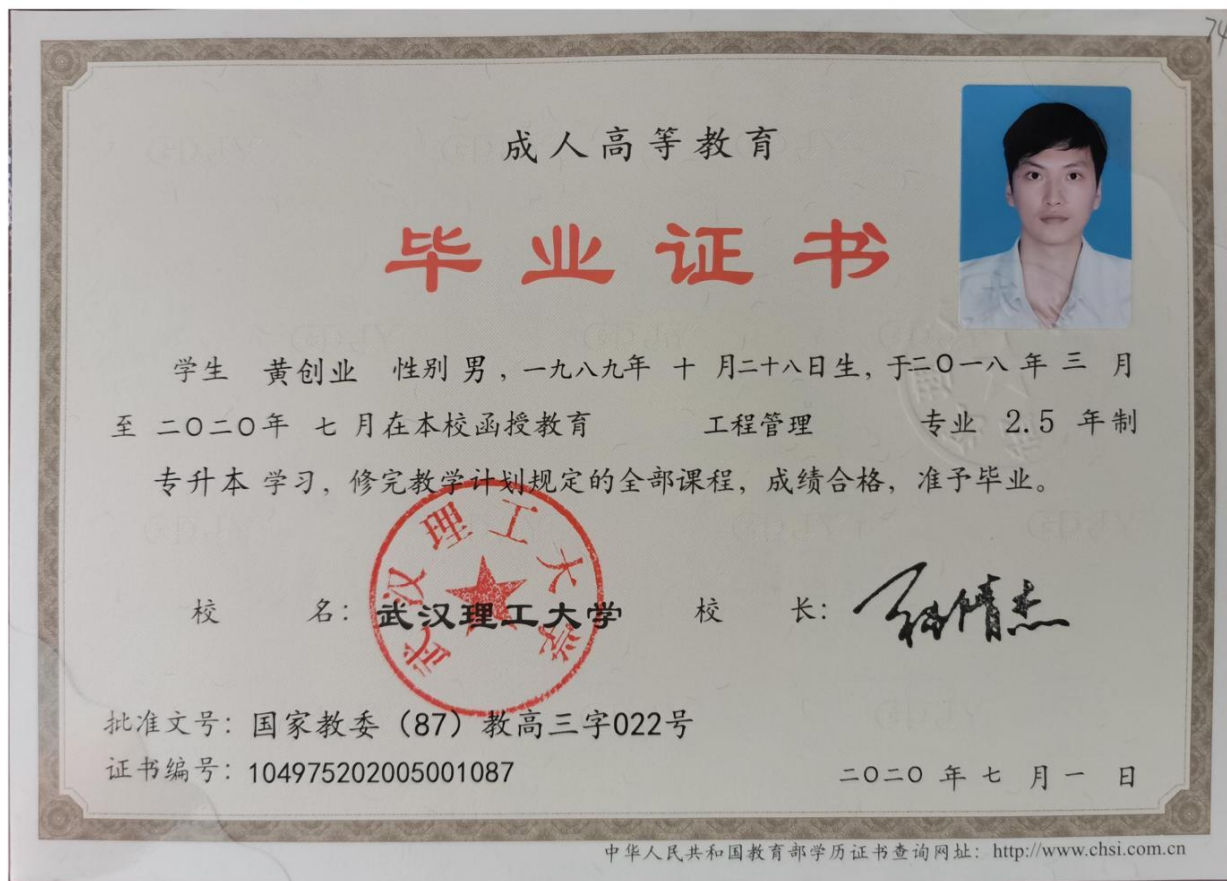 74
成人高等教育
毕业证书
学生 黄创业 性别 男，一九八九年 十 月二十八日生，于二〇一八 年 三 月
至 二〇二〇年 七 月在本校函授教育 工程管理 专业 2.5 年制
专升本 学习，修完教学计划规定的全部课程，成绩合格，准予毕业。
武汉理工大学
校 名：武汉理工大学 校 长：
批准文号：国家教委（87）教高三字022号
证书编号：104975202005001087 二〇二〇 年 七 月 一 日
中华人民共和国教育部学历证书查询网址：http://www.chsi.com.cn